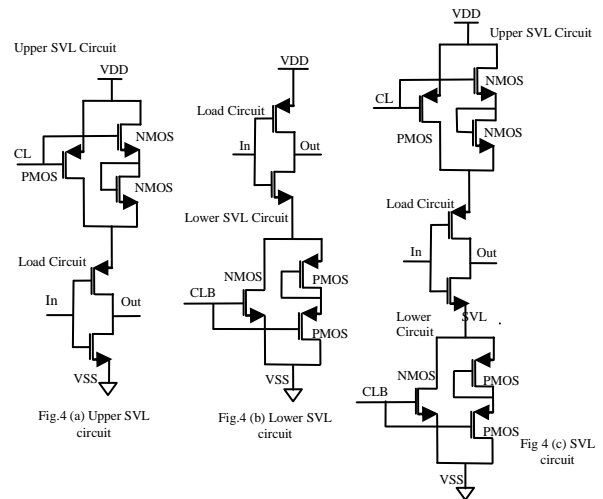 Upper SVL Circuit
VDD
CL
NMOS
PMOS
NMOS
Load Circuit
In
Out
VSS
Fig.4 (a) Upper SVL
circuit
VDD
Load Circuit
In
Out
Lower SVL Circuit
NMOS
PMOS
CLB
PMOS
VSS
Fig.4 (b) Lower SVL
circuit
VDD
Upper SVL Circuit
NMOS
CL
PMOS
NMOS
Load Circuit
In
Out
Lower SVL
Circuit
.
NMOS
PMOS
CLB
PMOS
VSS
Fig 4 (c) SVL
circuit